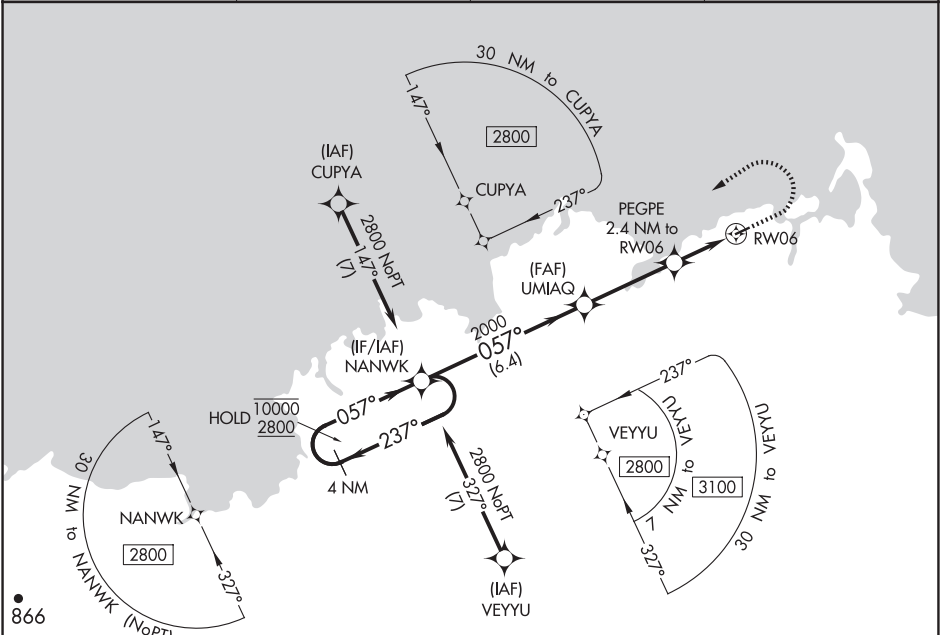 30 NM to CUPYA
147°
2800
CUPYA
237°
(IAF)
CUPYA
2800 NoPT
147°
(7)
PEGPE
2.4 NM to
RW06
RW06
(FAF)
UMIAQ
2000
057°
(6.4)
(IF/IAF)
NANWK
HOLD
10000
2800
057°
237°
4 NM
2800 NoPT
327°
(7)
(IAF)
VEYYU
147°
30 NM to NANWK (NoPT)
NANWK
2800
327°
237°
VEYYU
2800
7 NM to VEYYU
3100
30 NM to VEYYU
327°
866